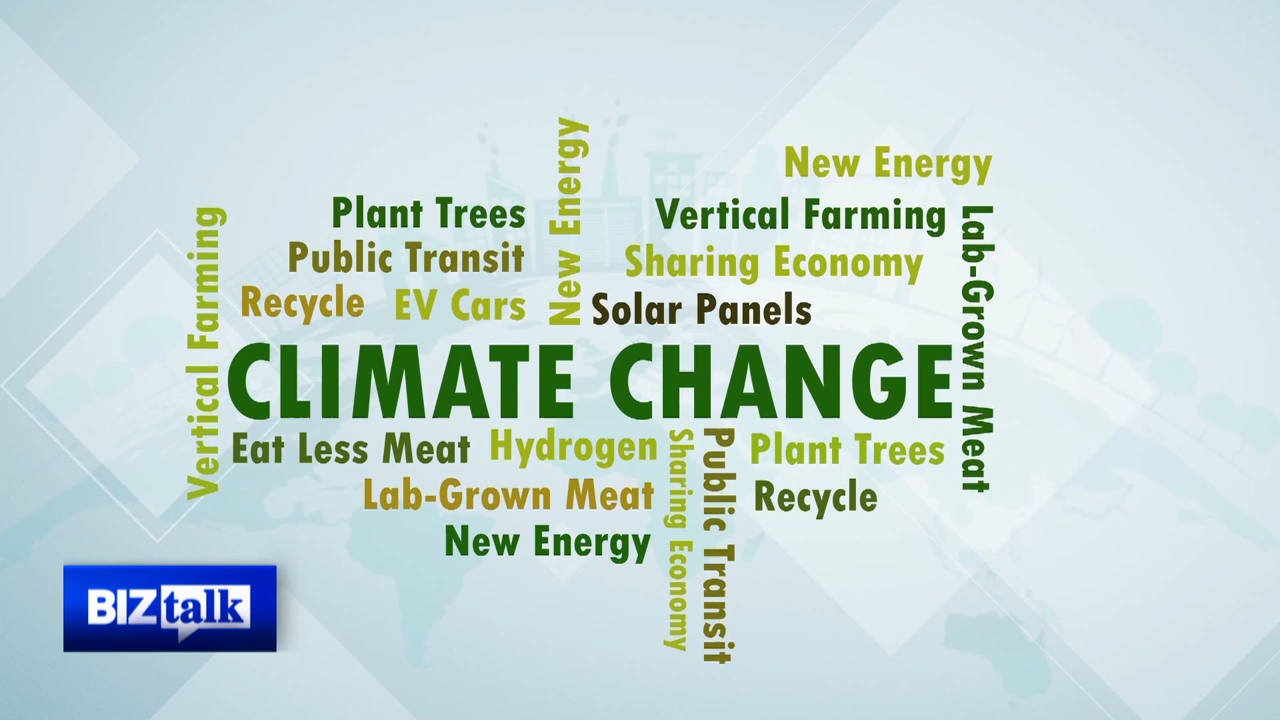 New Energy
New Energy
Plant Trees
Vertical Farming
Vertical Farming
Lab-Grown Meat
Public Transit
Sharing Economy
Recycle
EV Cars
Solar Panels
CLIMATE CHANGE
Eat Less Meat
Hydrogen
Sharing Economy
Public Transit
Plant Trees
Lab-Grown Meat
Recycle
New Energy
BIZtalk